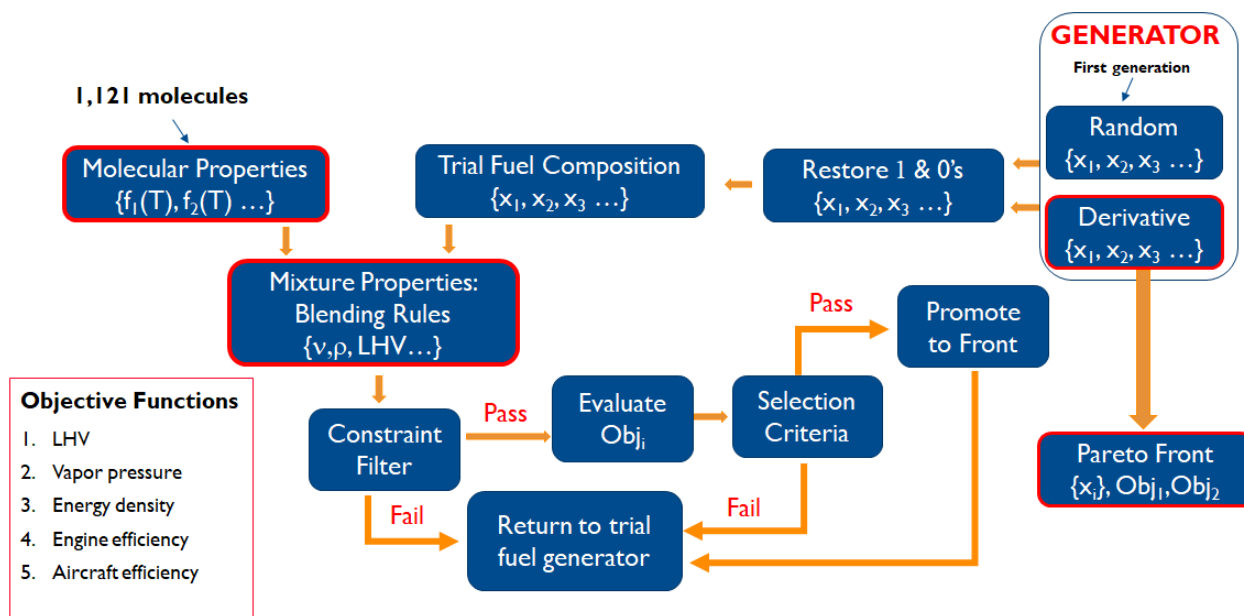 GENERATOR
First generation
1,121 molecules
Molecular Properties
{f₁(T), f₂(T) ...}
Trial Fuel Composition
{x₁, x₂, x₃ ...}
Restore 1 & 0's
{x₁, x₂, x₃ ...}
Random
{x₁, x₂, x₃ ...}
Derivative
{x₁, x₂, x₃ ...}
Mixture Properties:
Blending Rules
{ν,ρ, LHV...}
Pass
Promote
to Front
Objective Functions
1. LHV
2. Vapor pressure
3. Energy density
4. Engine efficiency
5. Aircraft efficiency
Constraint
Filter
Pass
Evaluate
Objᵢ
Selection
Criteria
Pareto Front
{xᵢ}, Obj₁,Obj₂
Fail
Return to trial
fuel generator
Fail